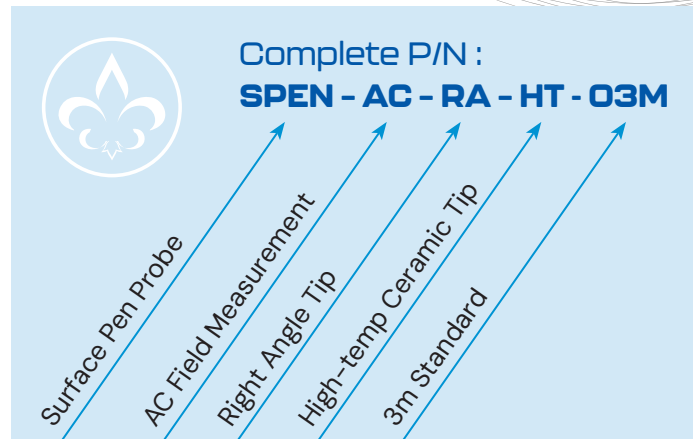 Complete P/N :
SPEN - AC - RA - HT - 03M
Surface Pen Probe
AC Field Measurement
Right Angle Tip
High-temp Ceramic Tip
3m Standard